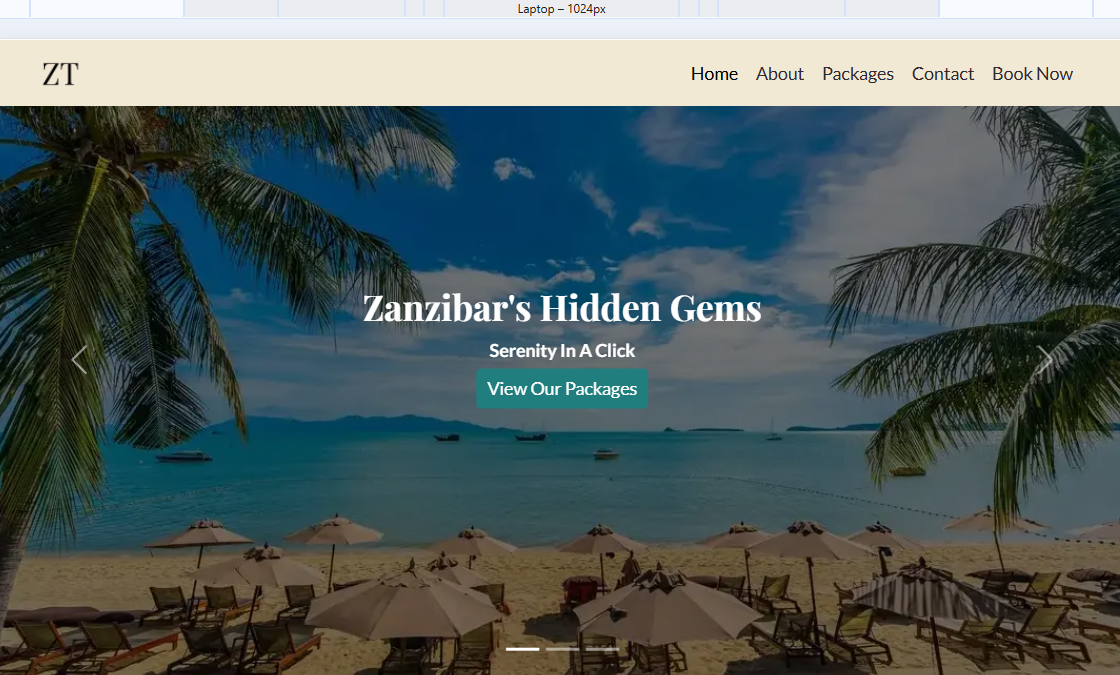 Laptop – 1024px
ZT
Home About Packages Contact Book Now
Zanzibar's Hidden Gems
Serenity In A Click
View Our Packages